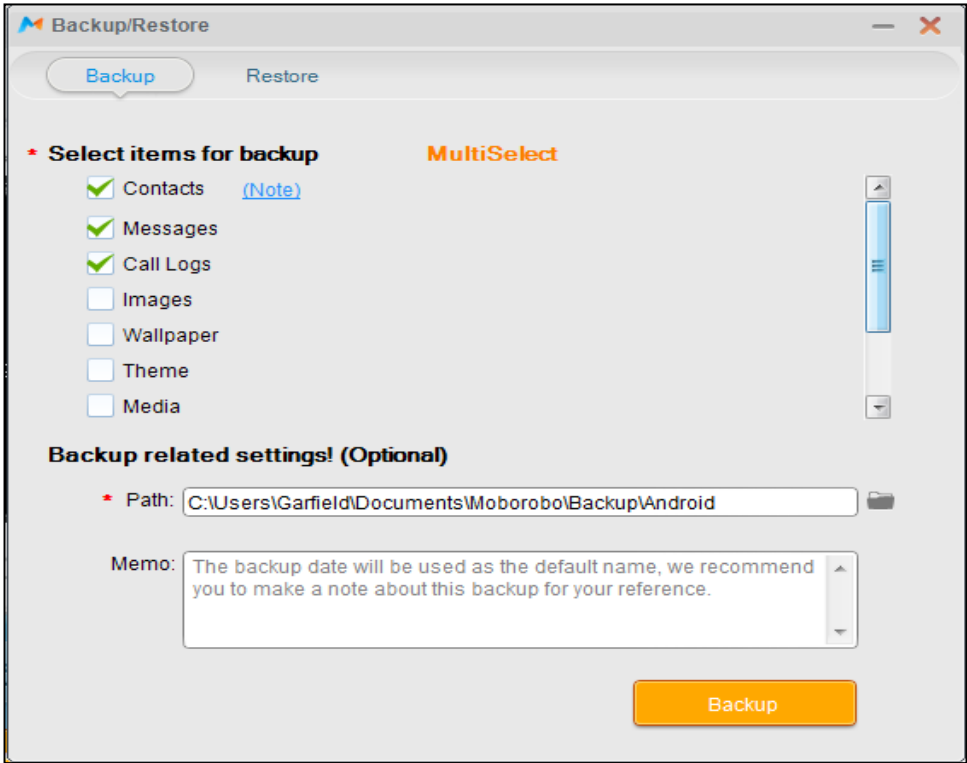 Backup/Restore
Backup Restore
* Select items for backup MultiSelect
Contacts (Note)
Messages
Call Logs
Images
Wallpaper
Theme
Media
Backup related settings! (Optional)
* Path: C:\Users\Garfield\Documents\Moborobo\Backup\Android
Memo: The backup date will be used as the default name, we recommend
you to make a note about this backup for your reference.
Backup